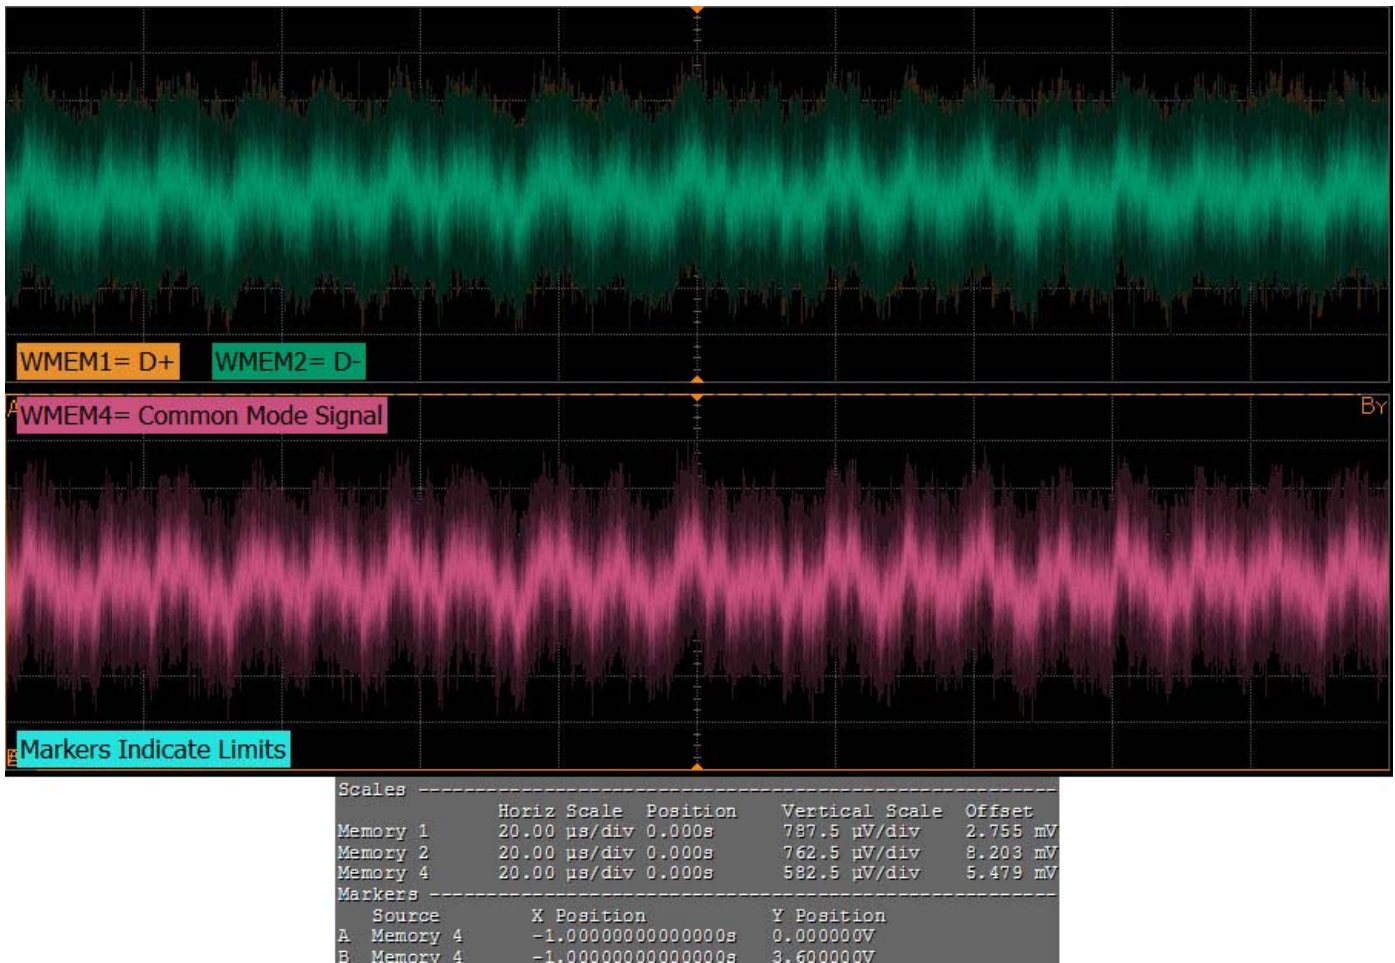 WMEM1= D+ WMEM2= D-
A WMEM4= Common Mode Signal By
Markers Indicate Limits
Scales --------------------------------------------------------
Horiz Scale Position Vertical Scale Offset
Memory 1 20.00 µs/div 0.000s 787.5 µV/div 2.755 mV
Memory 2 20.00 µs/div 0.000s 762.5 µV/div 8.203 mV
Memory 4 20.00 µs/div 0.000s 582.5 µV/div 5.479 mV
Markers -------------------------------------------------------
Source X Position Y Position
A Memory 4 -1.00000000000000s 0.000000V
B Memory 4 -1.00000000000000s 3.600000V